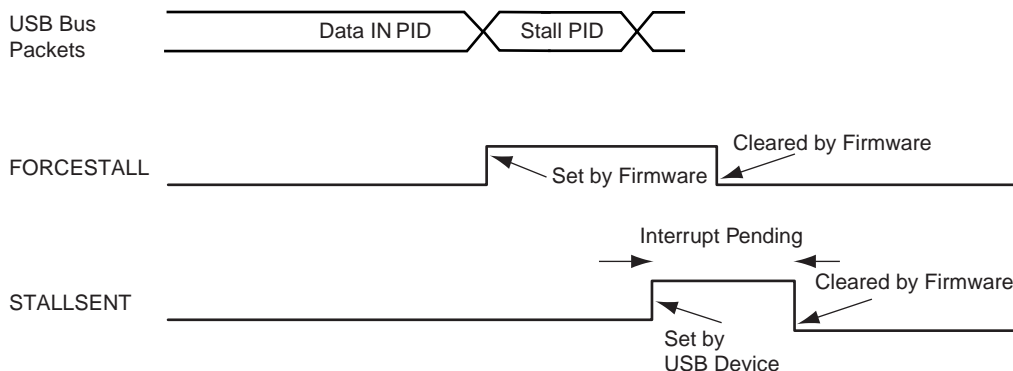 USB Bus
Packets
Data IN PID
Stall PID
FORCESTALL
Cleared by Firmware
Set by Firmware
Interrupt Pending
Cleared by Firmware
STALLSENT
Set by
USB Device